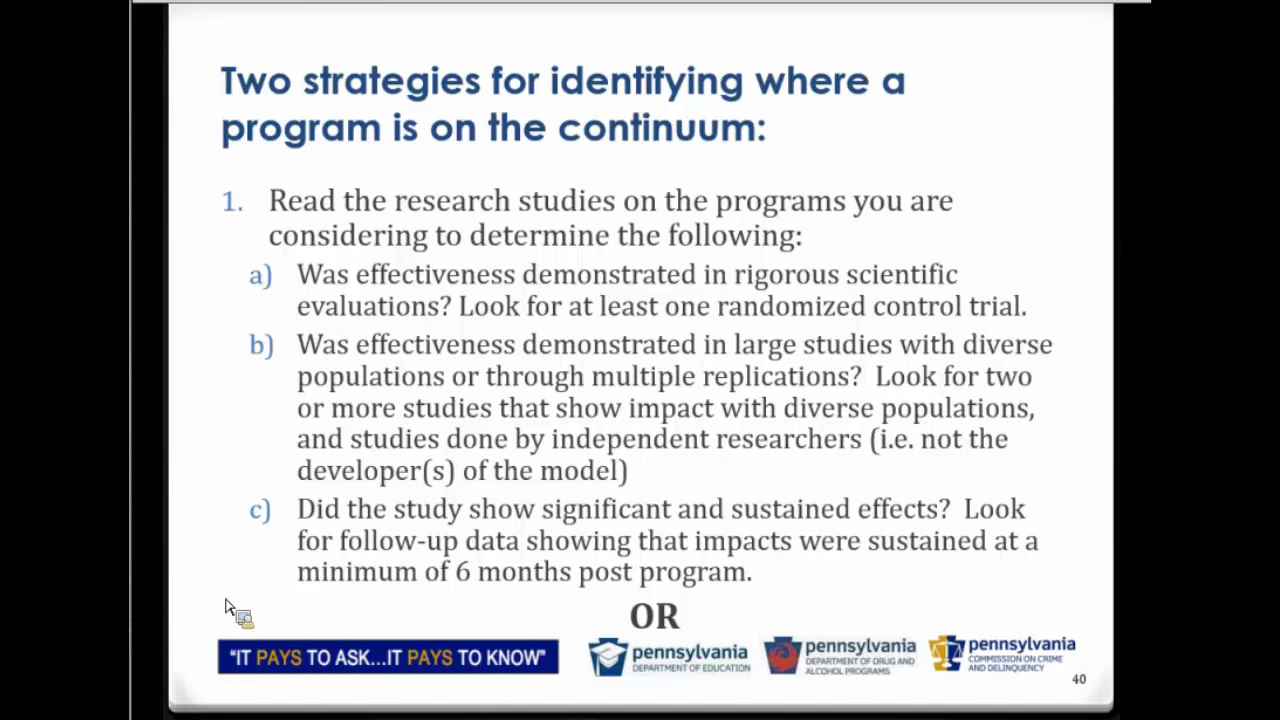 Two strategies for identifying where a
program is on the continuum:
1. Read the research studies on the programs you are
considering to determine the following:
a) Was effectiveness demonstrated in rigorous scientific
evaluations? Look for at least one randomized control trial.
b) Was effectiveness demonstrated in large studies with diverse
populations or through multiple replications?  Look for two
or more studies that show impact with diverse populations,
and studies done by independent researchers (i.e. not the
developer(s) of the model)
c) Did the study show significant and sustained effects?  Look
for follow-up data showing that impacts were sustained at a
minimum of 6 months post program.
OR
“IT PAYS TO ASK...IT PAYS TO KNOW”
pennsylvania
DEPARTMENT OF EDUCATION
pennsylvania
DEPARTMENT OF DRUG AND
ALCOHOL PROGRAMS
pennsylvania
COMMISSION ON CRIME
AND DELINQUENCY
40